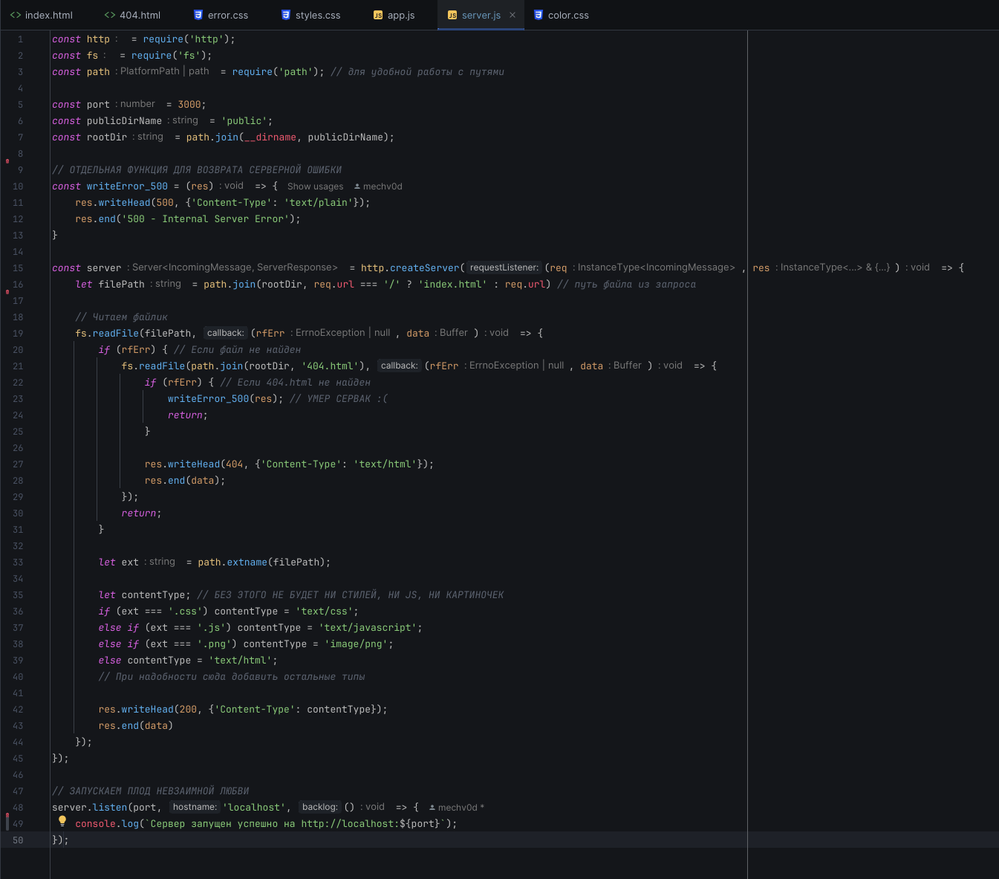 index.html 404.html error.css styles.css app.js server.js × color.css
1 const http : = require('http');
2 const fs : = require('fs');
3 const path : PlatformPath | path = require('path'); // для удобной работы с путями
4
5 const port : number = 3000;
6 const publicDirName : string = 'public';
7 const rootDir : string = path.join(__dirname, publicDirName);
8
9 // ОТДЕЛЬНАЯ ФУНКЦИЯ ДЛЯ ВОЗВРАТА СЕРВЕРНОЙ ОШИБКИ
10 const writeError_500 = (res) : void => { Show usages mechv0d
11 res.writeHead(500, {'Content-Type': 'text/plain'});
12 res.end('500 - Internal Server Error');
13 }
14
15 const server : Server<IncomingMessage, ServerResponse> = http.createServer( requestListener: (req : InstanceType<IncomingMessage> , res : InstanceType<...> & {...} ) : void => {
16 let filePath : string = path.join(rootDir, req.url === '/' ? 'index.html' : req.url) // путь файла из запроса
17
18 // Читаем файлик
19 fs.readFile(filePath, callback: (rfErr : ErrnoException | null , data : Buffer ) : void => {
20 if (rfErr) { // Если файл не найден
21 fs.readFile(path.join(rootDir, '404.html'), callback: (rfErr : ErrnoException | null , data : Buffer ) : void => {
22 if (rfErr) { // Если 404.html не найден
23 writeError_500(res); // УМЕР СЕРВАК :(
24 return;
25 }
26
27 res.writeHead(404, {'Content-Type': 'text/html'});
28 res.end(data);
29 });
30 return;
31 }
32
33 let ext : string = path.extname(filePath);
34
35 let contentType; // БЕЗ ЭТОГО НЕ БУДЕТ НИ СТИЛЕЙ, НИ JS, НИ КАРТИНОЧЕК
36 if (ext === '.css') contentType = 'text/css';
37 else if (ext === '.js') contentType = 'text/javascript';
38 else if (ext === '.png') contentType = 'image/png';
39 else contentType = 'text/html';
40 // При надобности сюда добавить остальные типы
41
42 res.writeHead(200, {'Content-Type': contentType});
43 res.end(data)
44 });
45 });
46
47 // ЗАПУСКАЕМ ПЛОД НЕВЗАИМНОЙ ЛЮБВИ
48 server.listen(port, hostname: 'localhost', backlog: () : void => { mechv0d *
49 console.log(`Сервер запущен успешно на http://localhost:${port}`);
50 });